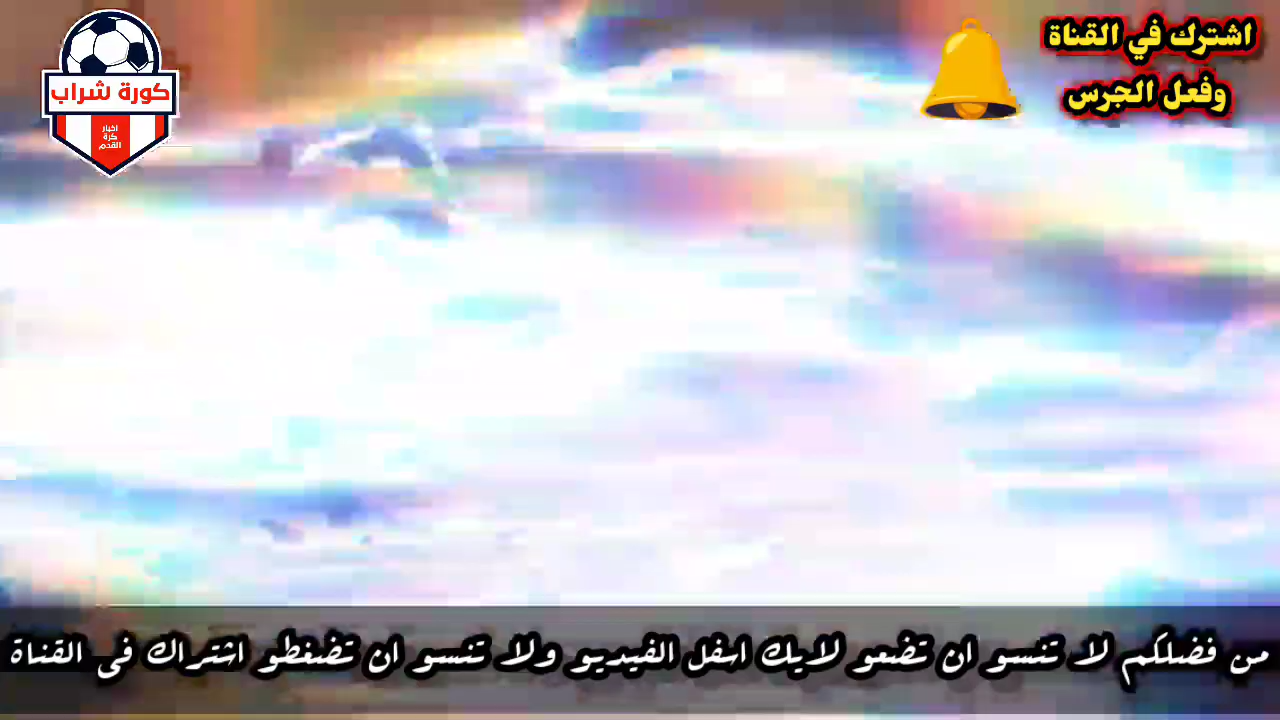 كورة شراب
اخبار
كرة
القدم
اشترك في القناة
وفعل الجرس
من فضلكم لا تنسو ان تضعو لايك اسفل الفيديو ولا تنسو ان تضغطو اشتراك فى القناة